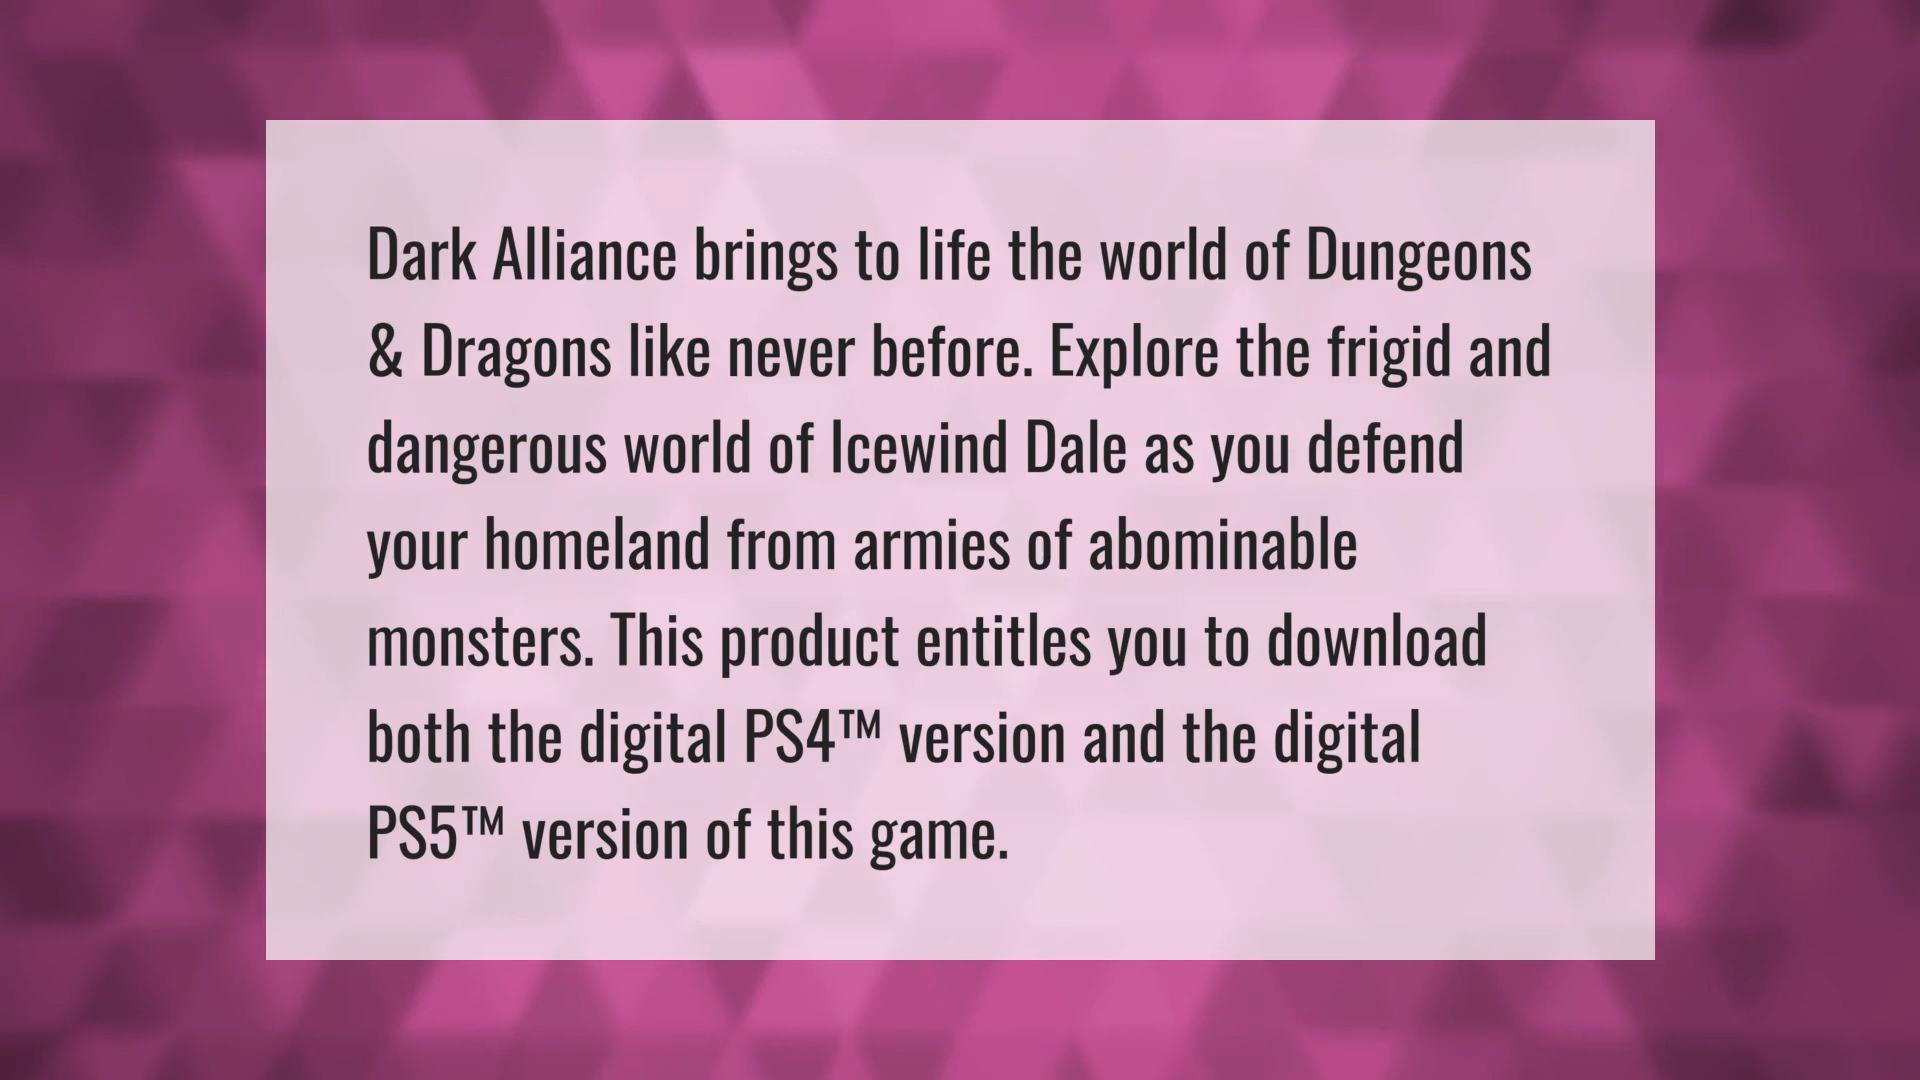 Dark Alliance brings to life the world of Dungeons
& Dragons like never before. Explore the frigid and
dangerous world of Icewind Dale as you defend
your homeland from armies of abominable
monsters. This product entitles you to download
both the digital PS4™ version and the digital
PS5™ version of this game.